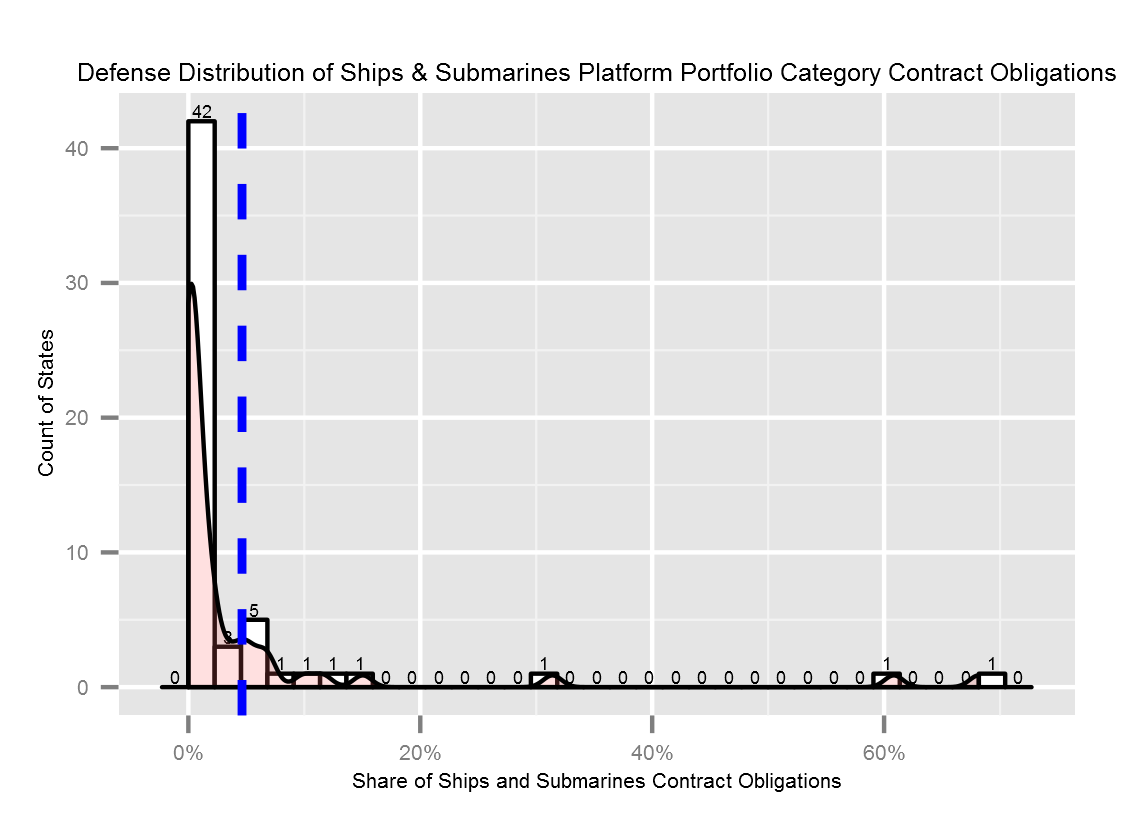 Defense Distribution of Ships & Submarines Platform Portfolio Category Contract Obligations
42
40
30
20
10
0
Count of States
5
3
0 1 1 1 1 0 0 0 0 0 0 1 0 0 0 0 0 0 0 0 0 0 0 0 1 0 0 0 1 0
0% 20% 40% 60%
Share of Ships and Submarines Contract Obligations